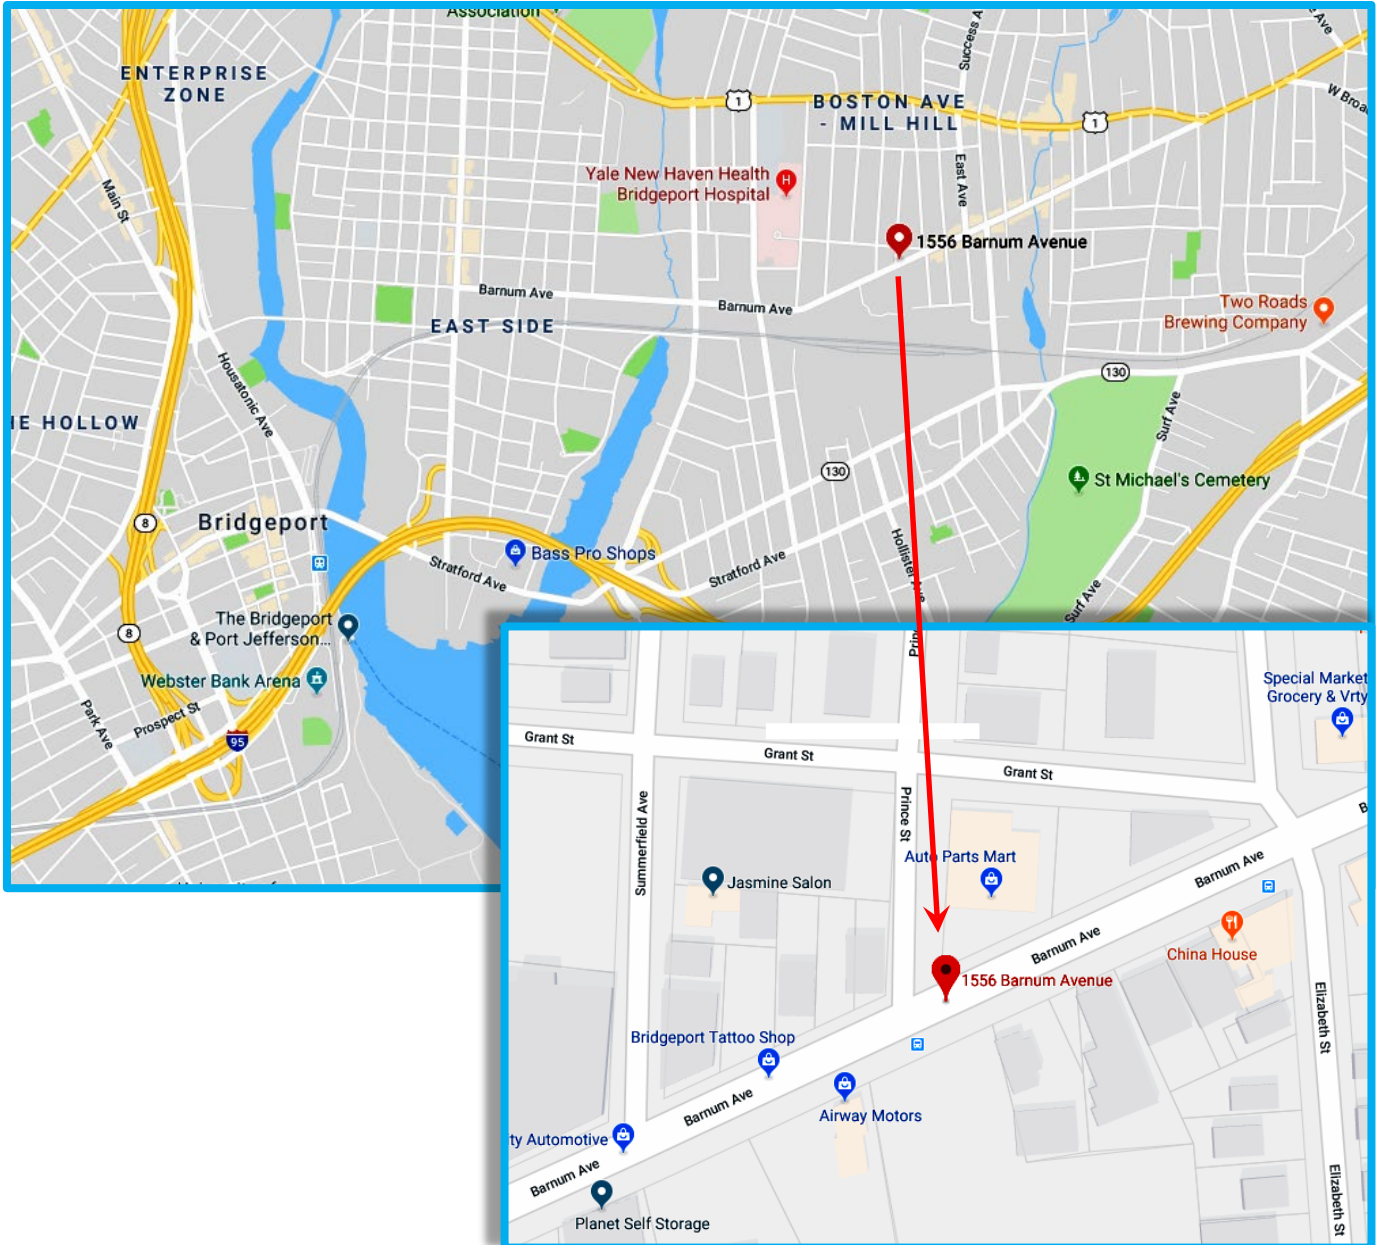 Association
Success A
e Ave
ENTERPRISE
ZONE
1
BOSTON AVE
- MILL HILL
1
W Broa
Main St
Yale New Haven Health
Bridgeport Hospital
H
East Ave
1556 Barnum Avenue
Barnum Ave
Barnum Ave
EAST SIDE
Two Roads
Brewing Company
Housatonic Ave
130
Surf Ave
HE HOLLOW
130
St Michael's Cemetery
8
Bridgeport
Bass Pro Shops
Stratford Ave
Stratford Ave
Hollister Ave
Surf Ave
The Bridgeport
& Port Jefferson...
8
Webster Bank Arena
Park Ave
Prospect St
95
Prin
Special Market
Grocery & Vrty
Grant St
Grant St
Grant St
Summerfield Ave
Prince St
Auto Parts Mart
Jasmine Salon
B
Barnum Ave
Barnum Ave
China House
1556 Barnum Avenue
Elizabeth St
Bridgeport Tattoo Shop
Barnum Ave
Airway Motors
ty Automotive
Barnum Ave
Elizabeth St
Planet Self Storage